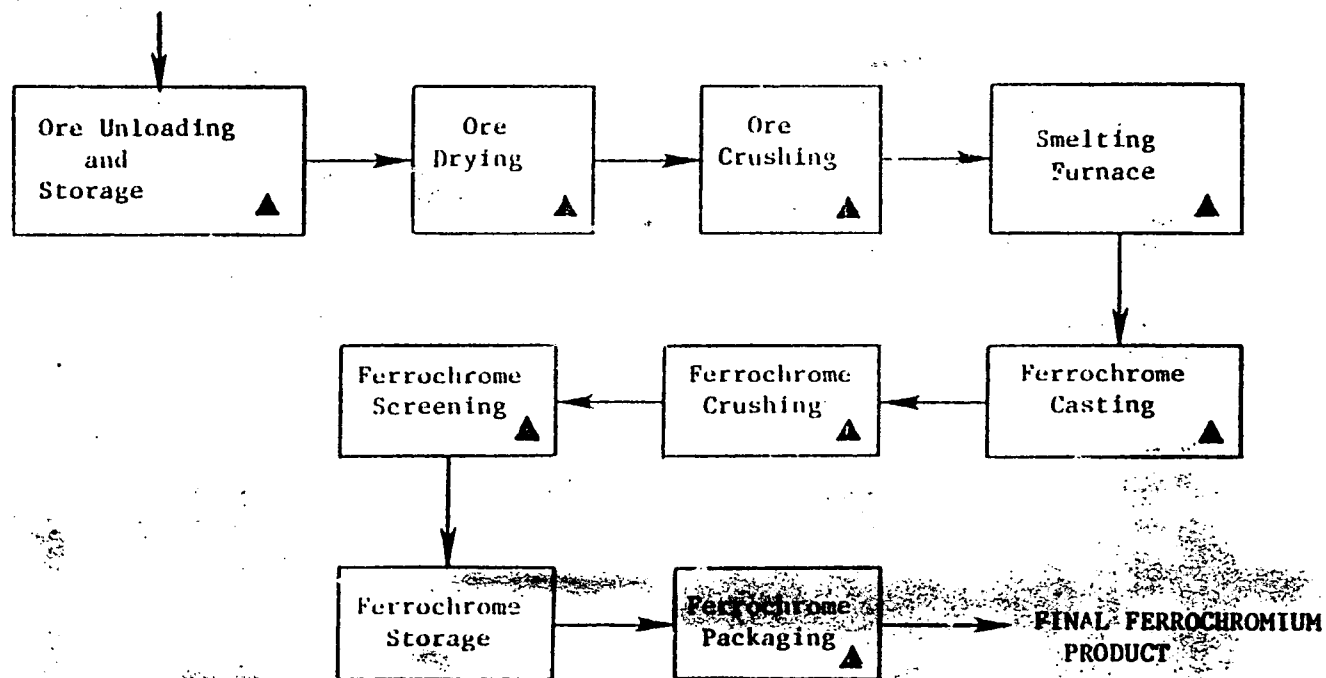 Ore Unloading
and
Storage
Ore
Drying
Ore
Crushing
Smelting
Furnace
Ferrochrome
Screening
Ferrochrome
Crushing
Ferrochrome
Casting
Ferrochrome
Storage
Ferrochrome
Packaging
FINAL FERROCHROMIUM
PRODUCT